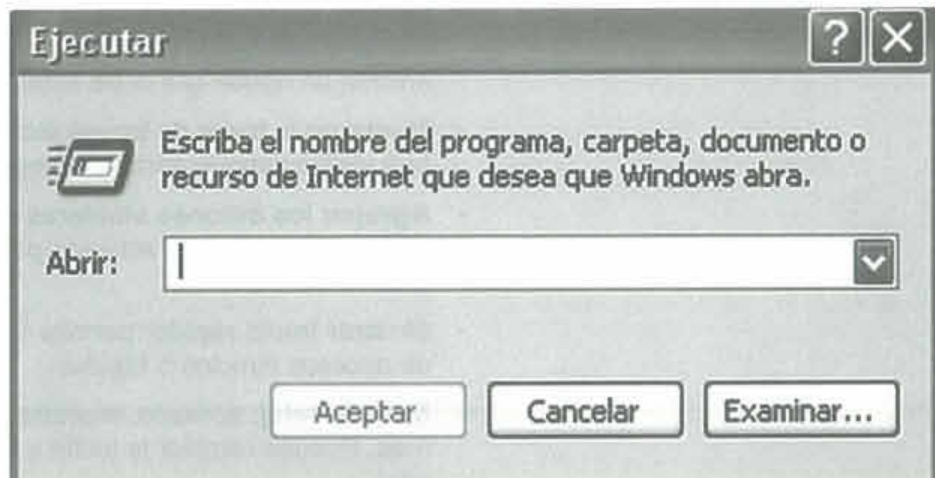 Ejecutar
Escriba el nombre del programa, carpeta, documento o
recurso de Internet que desea que Windows abra.
Abrir:
Aceptar Cancelar Examinar...